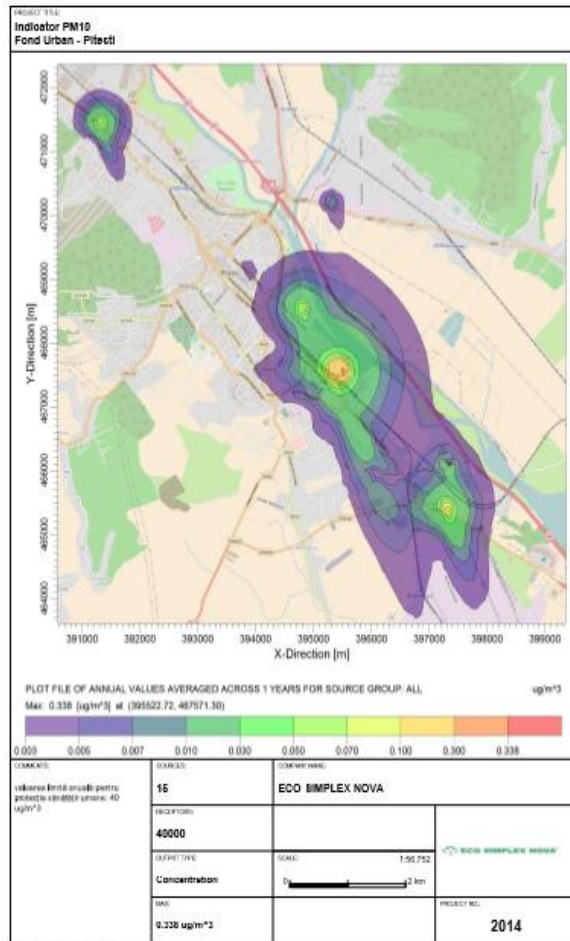 PROJECT TITLE:
Indicator PM10
Fond Urban - Pitecti
Y-Direction [m]
472000
471000
470000
469000
468000
467000
466000
465000
464000
391000 392000 393000 394000 395000 396000 397000 398000 399000
X-Direction [m]
PLOT FILE OF ANNUAL VALUES AVERAGED ACROSS 1 YEARS FOR SOURCE GROUP: ALL
ug/m^3
Max: 0.338 [ug/m^3] at (395522.72, 467571.30)
0.003 0.005 0.007 0.010 0.030 0.050 0.070 0.100 0.300 0.338
COMMENTS:
valoarea limită anuală pentru
protecția sănătății umane: 40
ug/m^3
SOURCES:
15
COMPANY NAME:
ECO SIMPLEX NOVA
RECEPTORS:
40000
OUTPUT TYPE:
Concentration
SCALE:
1:56,752
0
2 km
MAX:
0.338 ug/m^3
ECO SIMPLEX NOVA
PROJECT NO.:
2014